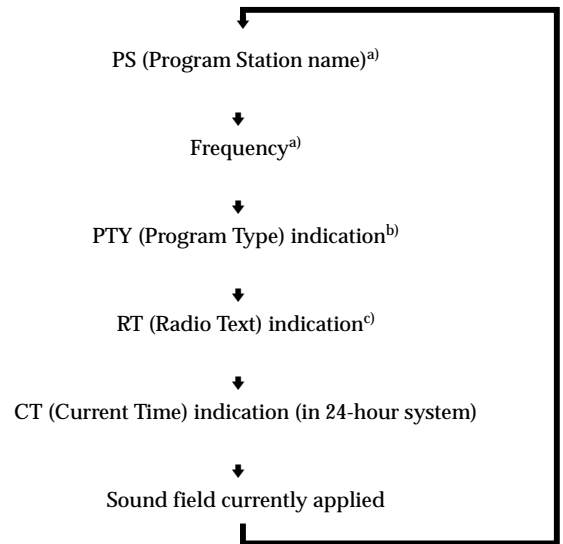 PS (Program Station name)a)
Frequencya)
PTY (Program Type) indicationb)
RT (Radio Text) indicationc)
CT (Current Time) indication (in 24-hour system)
Sound field currently applied